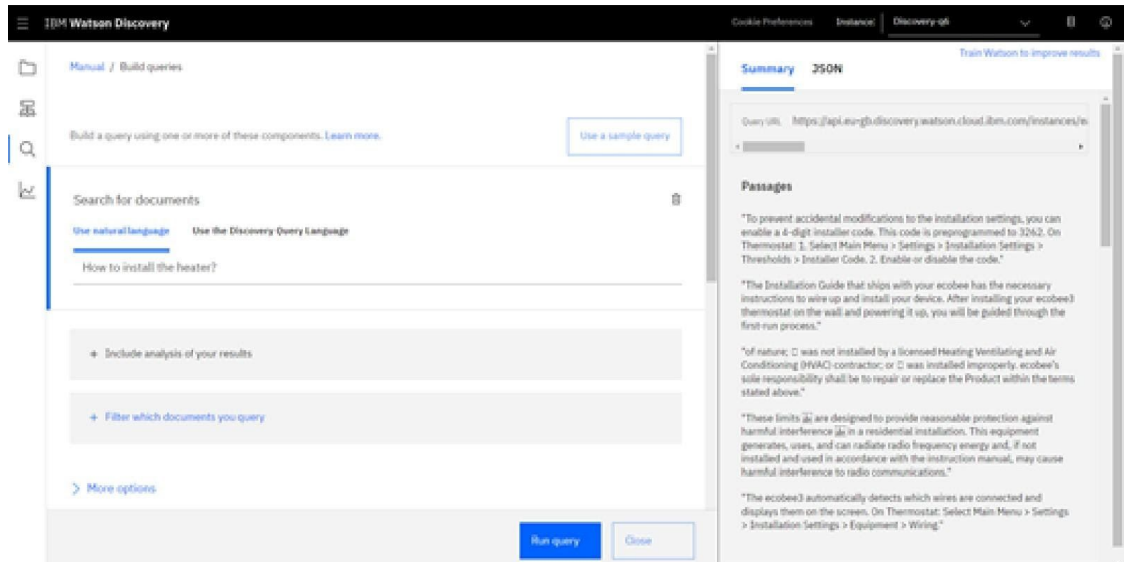 IBM Watson Discovery
Cookie Preferences
Instance:
Discovery-q6
Manual / Build queries
Build a query using one or more of these components. Learn more.
Use a sample query
Search for documents
Use natural language
Use the Discovery Query Language
How to install the heater?
+ Include analysis of your results
+ Filter which documents you query
> More options
Run query
Close
Train Watson to improve results
Summary
JSON
Query URL
https://api.eu-gb.discovery.watson.cloud.ibm.com/instances/
Passages
"To prevent accidental modifications to the installation settings, you can
enable a 4-digit installer code. This code is preprogrammed to 3262. On
Thermostat: 1. Select Main Menu > Settings > Installation Settings >
Thresholds > Installer Code. 2. Enable or disable the code."
"The Installation Guide that ships with your ecobee has the necessary
instructions to wire up and install your device. After installing your ecobee3
thermostat on the wall and powering it up, you will be guided through the
first-run process."
"of nature; □ was not installed by a licensed Heating Ventilating and Air
Conditioning (HVAC) contractor; or □ was installed improperly. ecobee's
sole responsibility shall be to repair or replace the Product within the terms
stated above."
"These limits are designed to provide reasonable protection against
harmful interference in a residential installation. This equipment
generates, uses, and can radiate radio frequency energy and, if not
installed and used in accordance with the instruction manual, may cause
harmful interference to radio communications."
"The ecobee3 automatically detects which wires are connected and
displays them on the screen. On Thermostat: Select Main Menu > Settings
> Installation Settings > Equipment > Wiring."